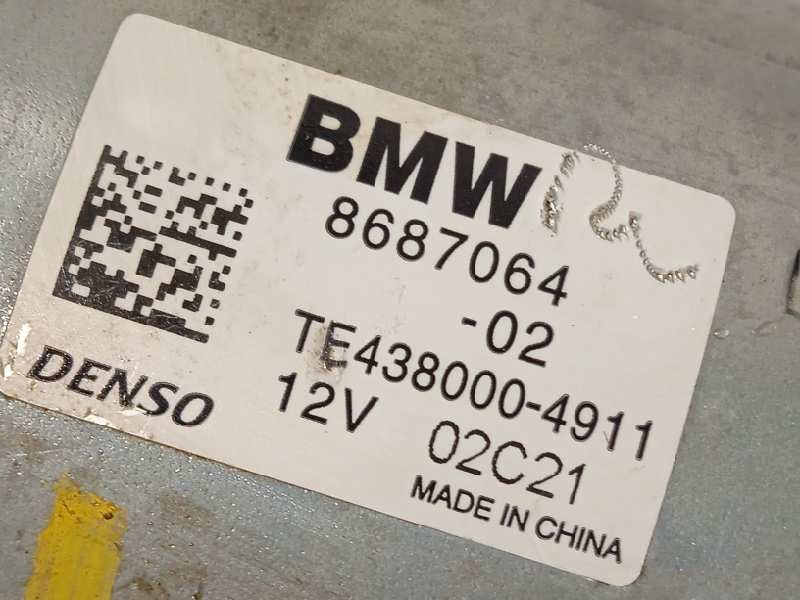 BMW
8687064
-02
TE438000-4911
DENSO
12V
02C21
MADE IN CHINA